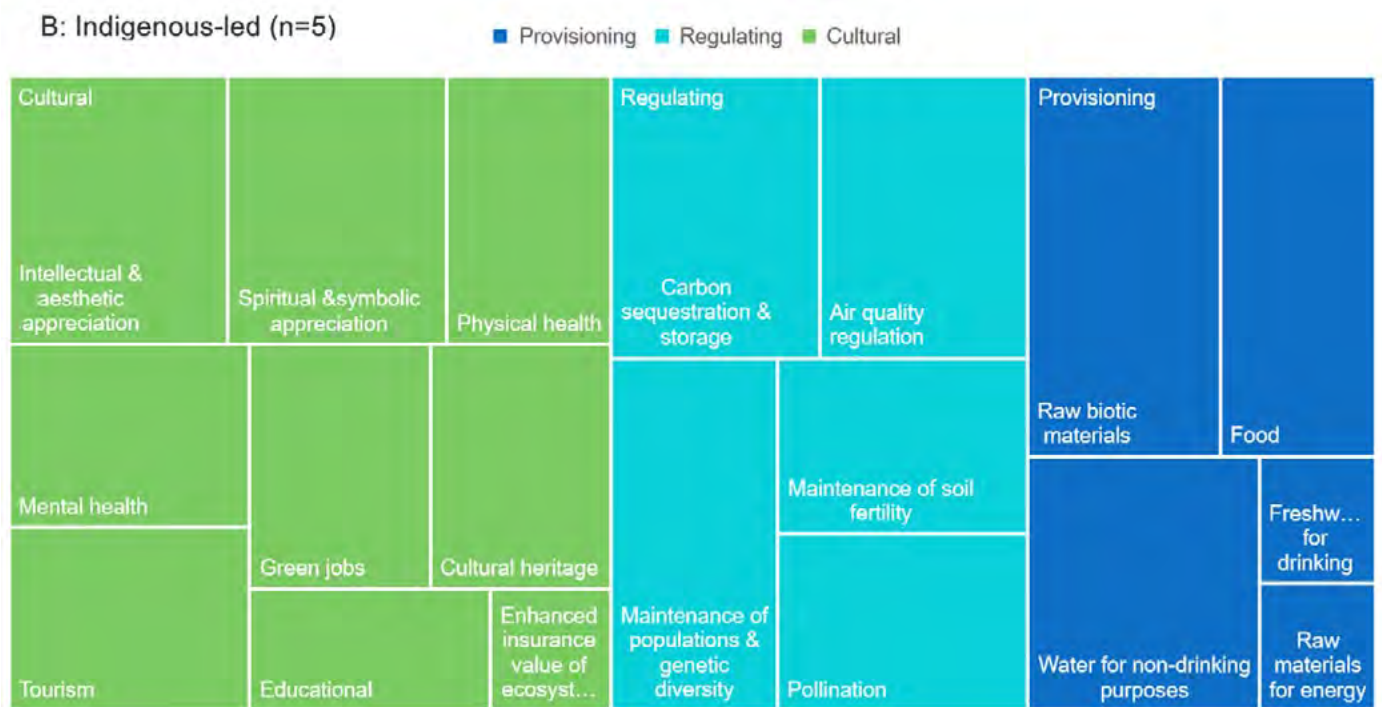 B: Indigenous-led (n=5)
Provisioning Regulating Cultural
Cultural
Intellectual &
aesthetic
appreciation
Spiritual &symbolic
appreciation
Physical health
Mental health
Tourism
Green jobs
Cultural heritage
Educational
Enhanced
insurance
value of
ecosyst...
Regulating
Carbon
sequestration &
storage
Air quality
regulation
Maintenance of
populations &
genetic
diversity
Maintenance of soil
fertility
Pollination
Provisioning
Raw biotic
materials
Food
Water for non-drinking
purposes
Freshw...
for
drinking
Raw
materials
for energy